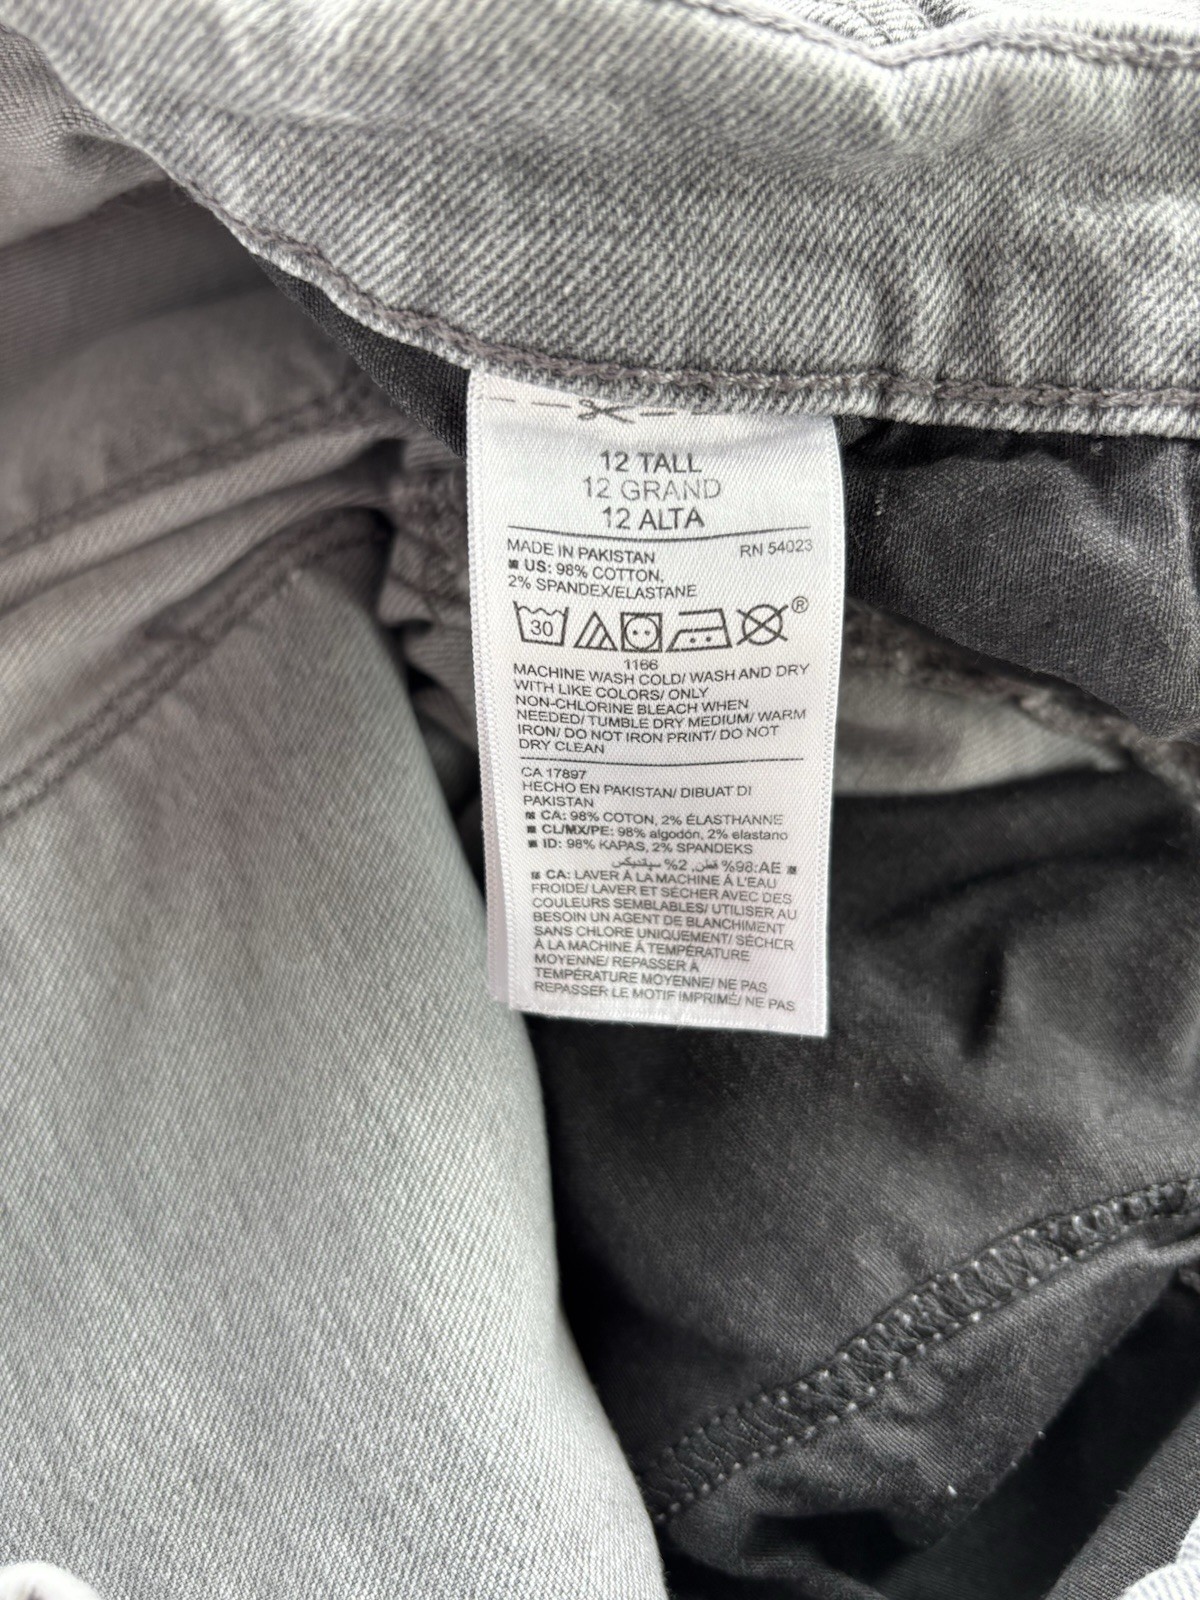 12 TALL
12 GRAND
12 ALTA
MADE IN PAKISTAN RN 54023
US: 98% COTTON,
2% SPANDEX/ELASTANE
30 ®
1166
MACHINE WASH COLD/ WASH AND DRY
WITH LIKE COLORS/ ONLY
NON-CHLORINE BLEACH WHEN
NEEDED/ TUMBLE DRY MEDIUM/ WARM
IRON/ DO NOT IRON PRINT/ DO NOT
DRY CLEAN
CA 17897
HECHO EN PAKISTAN/ DIBUAT DI
PAKISTAN
CA: 98% COTON, 2% ÉLASTHANNE
CL/MX/PE: 98% algodón, 2% elastano
ID: 98% KAPAS, 2% SPANDEKS
AE: 98% قطن, 2% سپاندیکس
CA: LAVER À LA MACHINE À L'EAU
FROIDE/ LAVER ET SÉCHER AVEC DES
COULEURS SEMBLABLES/ UTILISER AU
BESOIN UN AGENT DE BLANCHIMENT
SANS CHLORE UNIQUEMENT/ SÉCHER
À LA MACHINE À TEMPÉRATURE
MOYENNE/ REPASSER À
TEMPÉRATURE MOYENNE/ NE PAS
REPASSER LE MOTIF IMPRIMÉ/ NE PAS